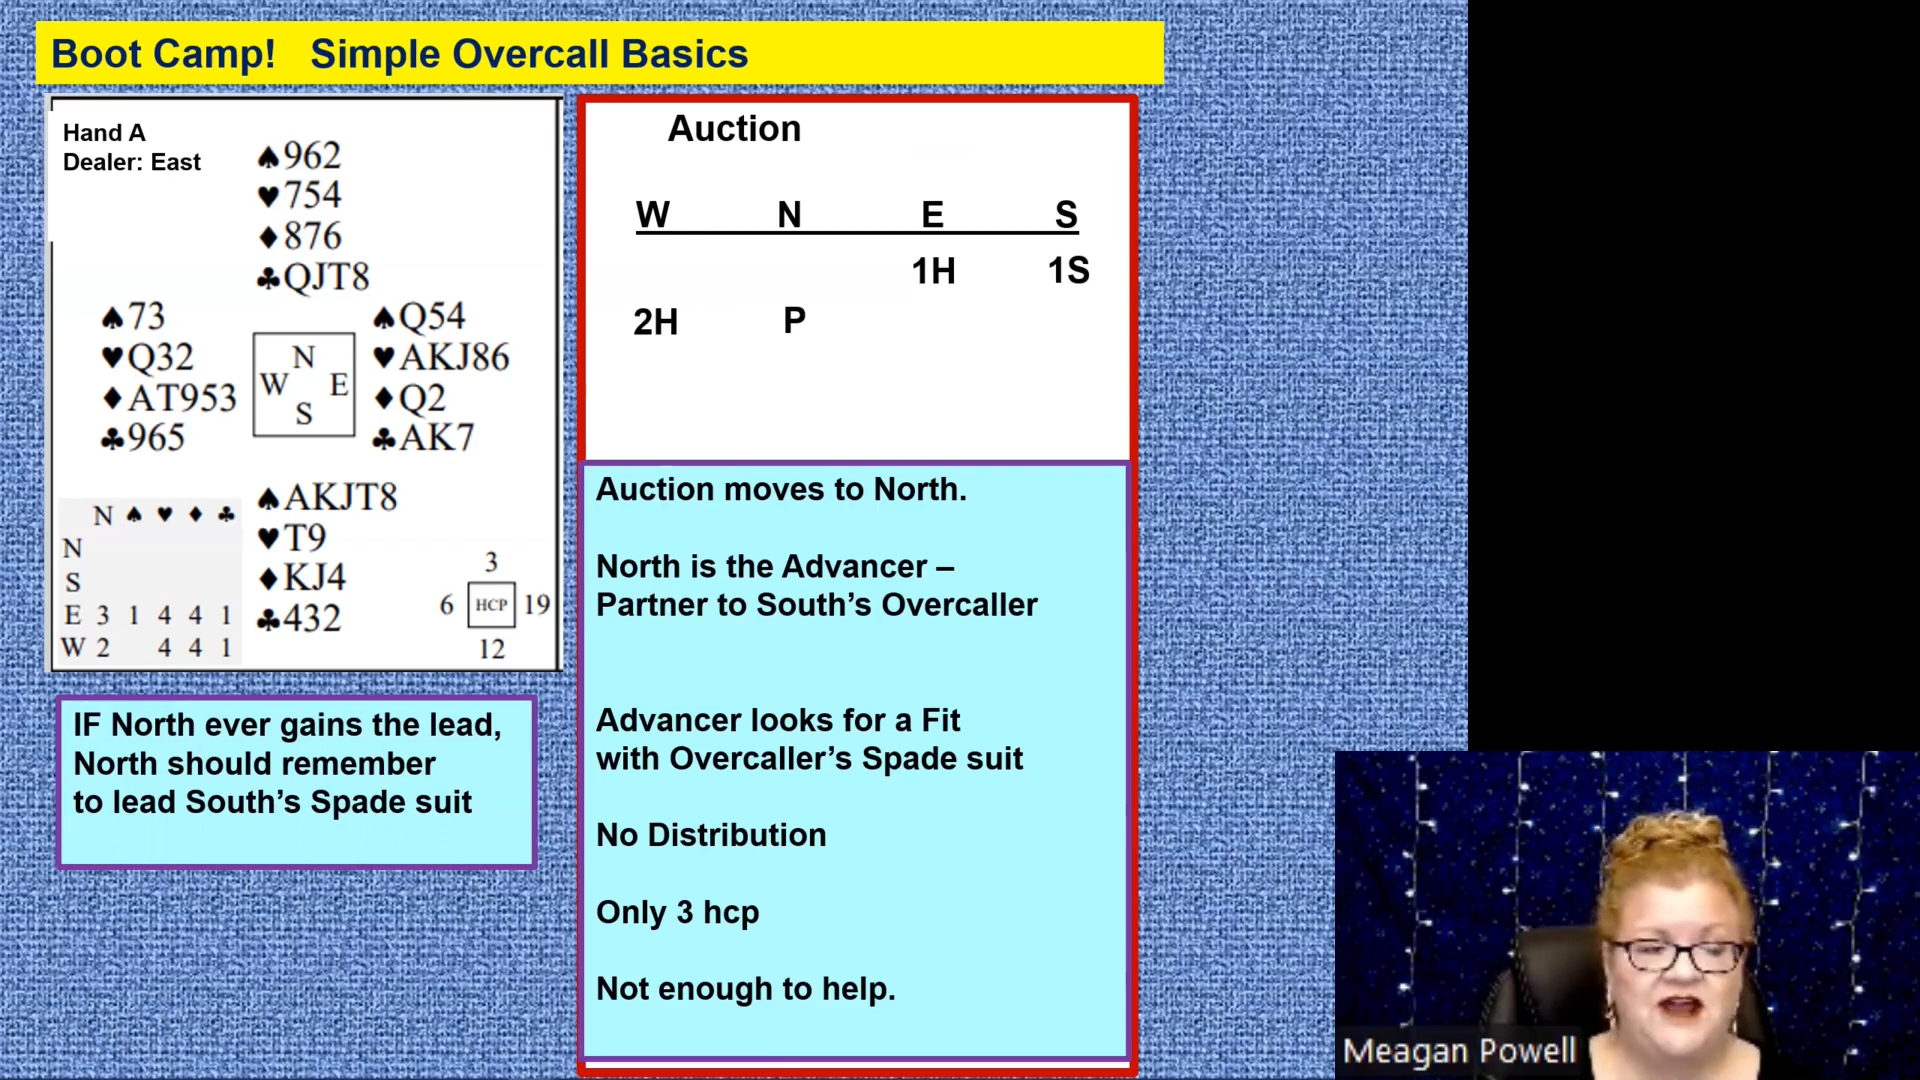 Boot Camp! Simple Overcall Basics
Hand A
Dealer: East
♠962
♥754
♦876
♣QJT8
♠73
♥Q32
♦AT953
♣965
N
W E
S
♠Q54
♥AKJ86
♦Q2
♣AK7
♠AKJT8
♥T9
♦KJ4
♣432
N ♠ ♥ ♦ ♣
N
S
E 3 1 4 4 1
W 2 4 4 1
3
6 HCP 19
12
IF North ever gains the lead,
North should remember
to lead South's Spade suit
Auction
W N E S
1H 1S
2H P
Auction moves to North.
North is the Advancer –
Partner to South's Overcaller
Advancer looks for a Fit
with Overcaller's Spade suit
No Distribution
Only 3 hcp
Not enough to help.
Meagan Powell